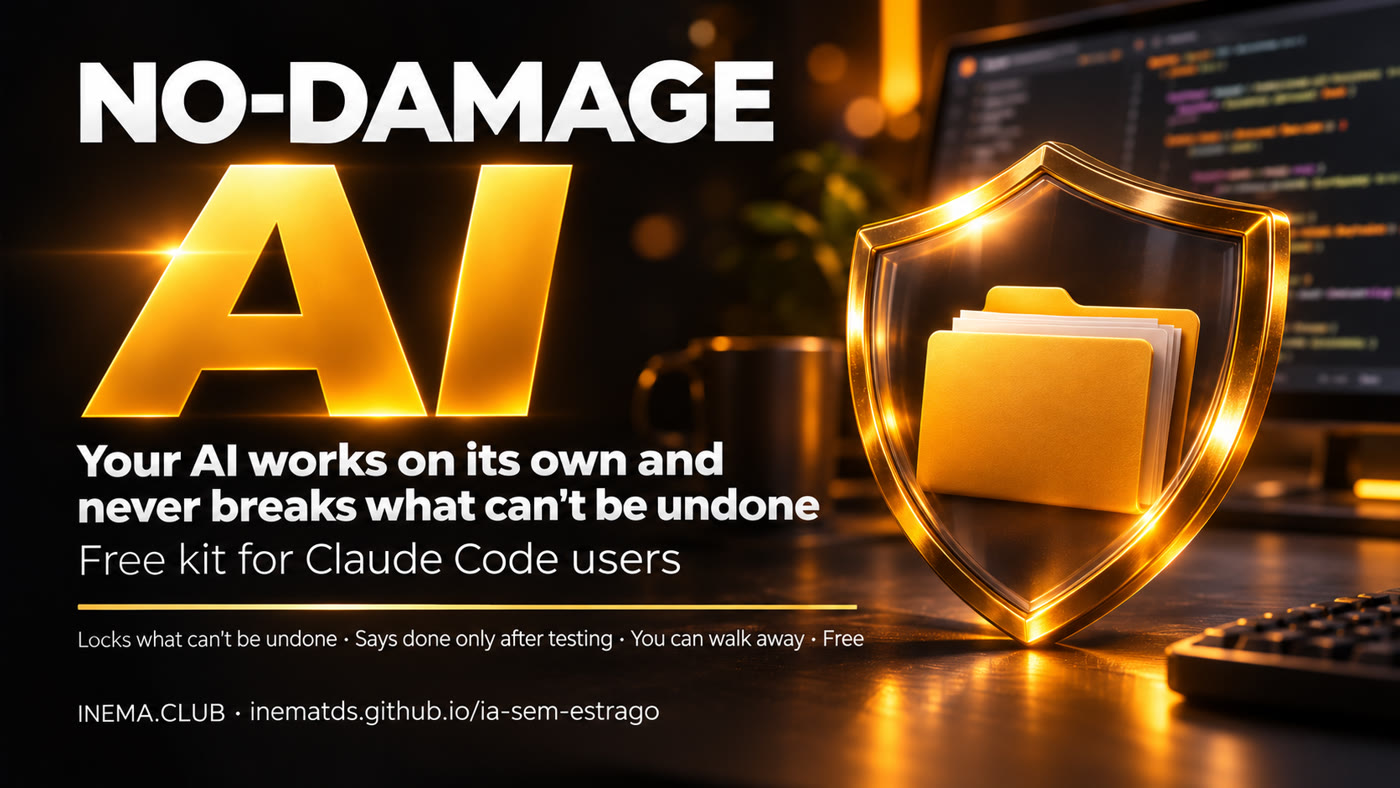 NO-DAMAGE
AI
Your AI works on its own and
never breaks what can't be undone
Free kit for Claude Code users
Locks what can't be undone • Says done only after testing • You can walk away • Free
INEMA.CLUB • inematds.github.io/ia-sem-estrago